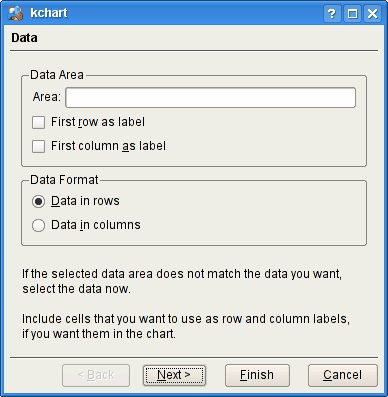 kchart
Data
Data Area
Area:
First row as label
First column as label
Data Format
Data in rows
Data in columns
If the selected data area does not match the data you want,
select the data now.
Include cells that you want to use as row and column labels,
if you want them in the chart.
< Back Next > Finish Cancel